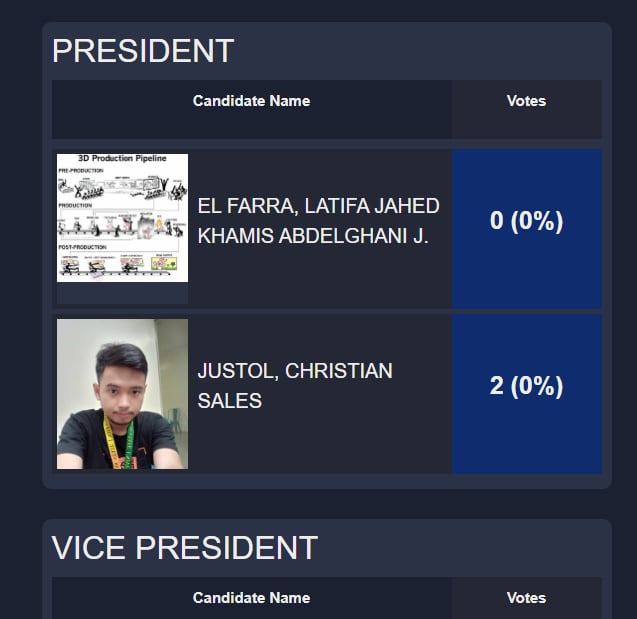 PRESIDENT
Candidate Name Votes
3D Production Pipeline
PRE-PRODUCTION
PRODUCTION
POST-PRODUCTION
EL FARRA, LATIFA JAHED
KHAMIS ABDELGHANI J.
0 (0%)
JUSTOL, CHRISTIAN
SALES
2 (0%)
VICE PRESIDENT
Candidate Name Votes